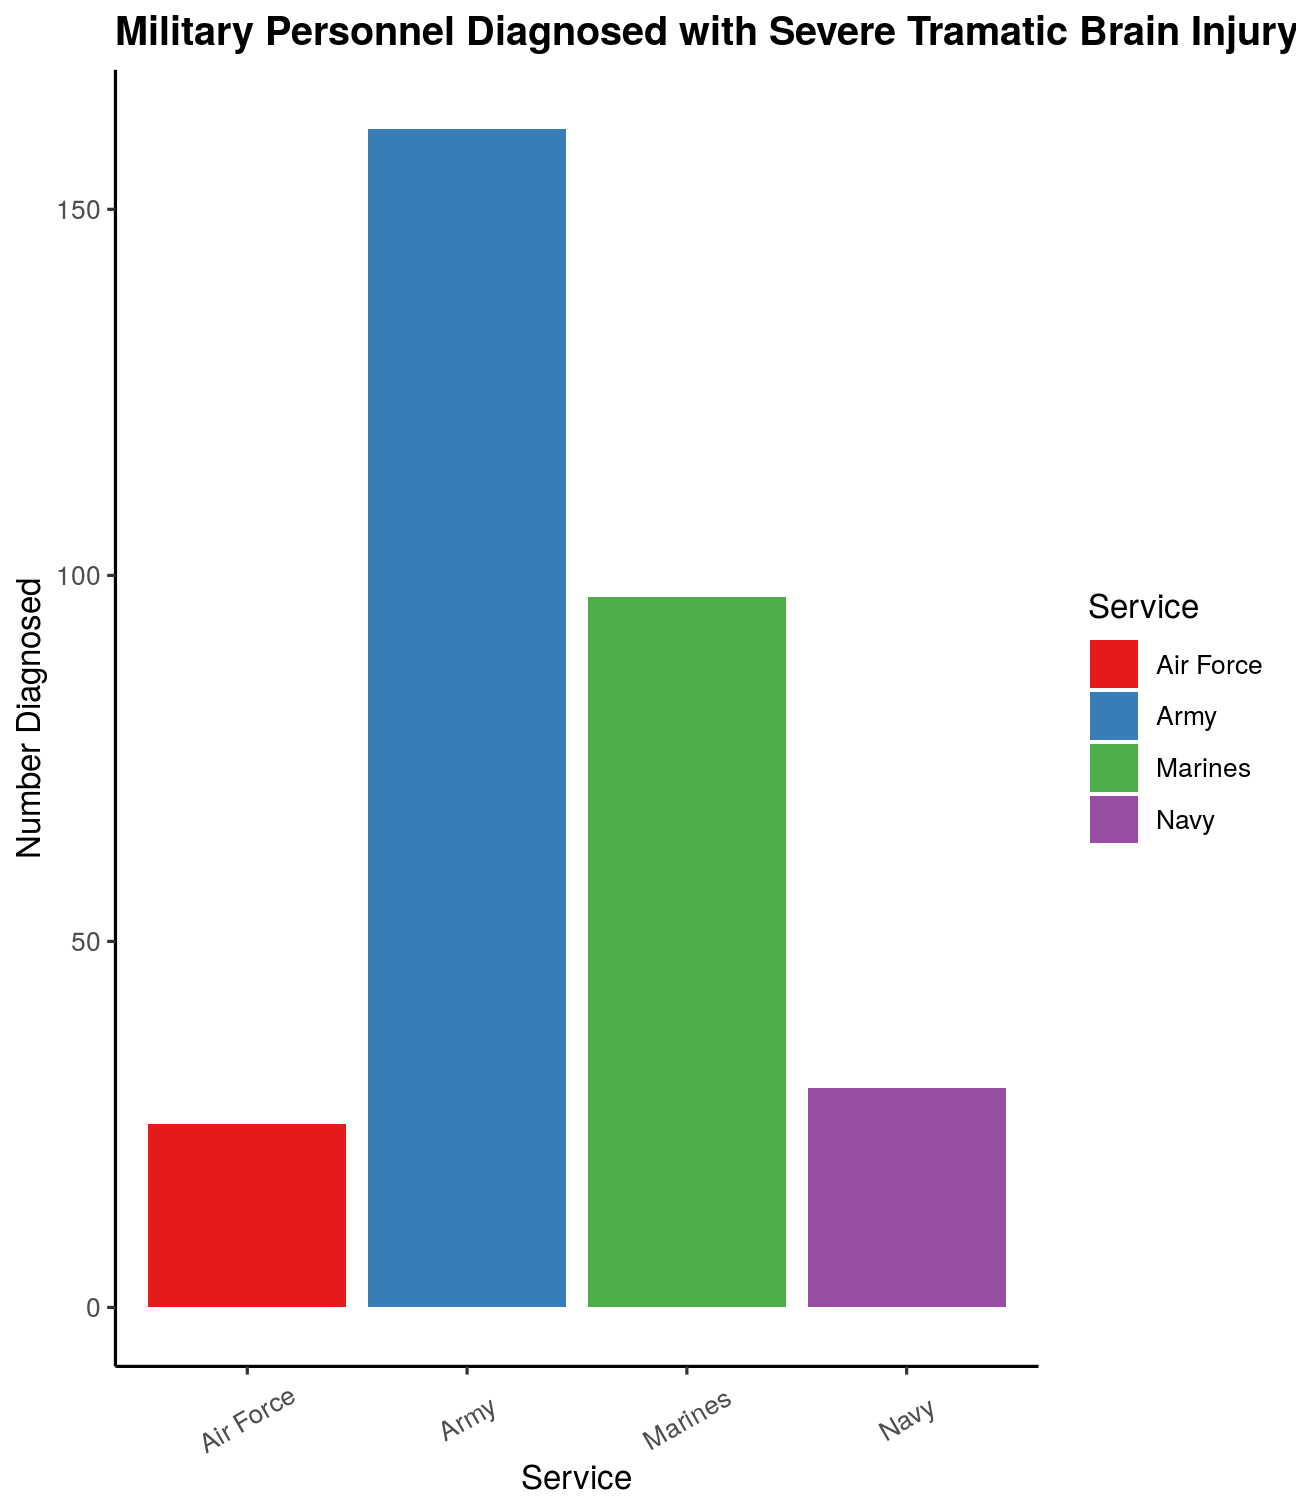 Military Personnel Diagnosed with Severe Tramatic Brain Injury
Number Diagnosed
150
100
50
0
Air Force
Army
Marines
Navy
Service
Service
Air Force
Army
Marines
Navy